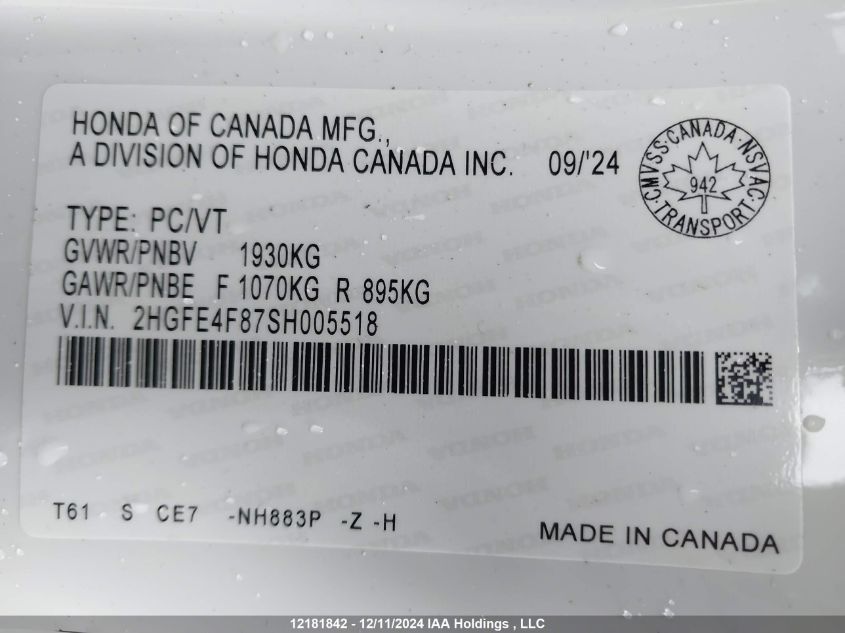 HONDA OF CANADA MFG.,
A DIVISION OF HONDA CANADA INC. 09/'24
CMVSS·CANADA·NSVAC·TRANSPORT·
942
TYPE: PC/VT
GVWR/PNBV 1930KG
GAWR/PNBE F 1070KG R 895KG
V.I.N. 2HGFE4F87SH005518
T61 S CE7 -NH883P -Z -H
MADE IN CANADA
12181842 - 12/11/2024 IAA Holdings , LLC